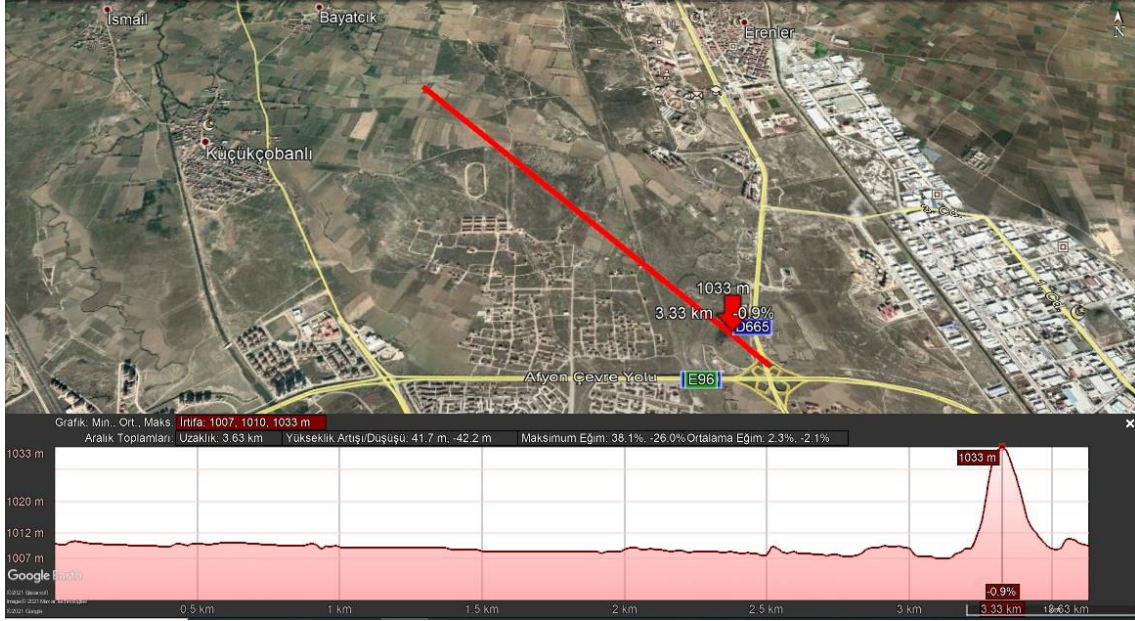 İsmail
Bayatcık
Erenler
N
Küçükçobanlı
1033 m
3.33 km
-0.9%
D665
Afyon Çevre Yolu
E96
Grafik: Min., Ort., Maks. İrtifa: 1007, 1010, 1033 m
Aralık Toplamları: Uzaklık: 3.63 km Yükseklik Artışı/Düşüşü: 41.7 m, -42.2 m Maksimum Eğim: 38.1%, -26.0% Ortalama Eğim: 2.3%, -2.1%
1033 m
1033 m
1020 m
1012 m
1007 m
Google Earth
©2021 Google
-0.9%
0.5 km 1 km 1.5 km 2 km 2.5 km 3 km 3.33 km 3.63 km